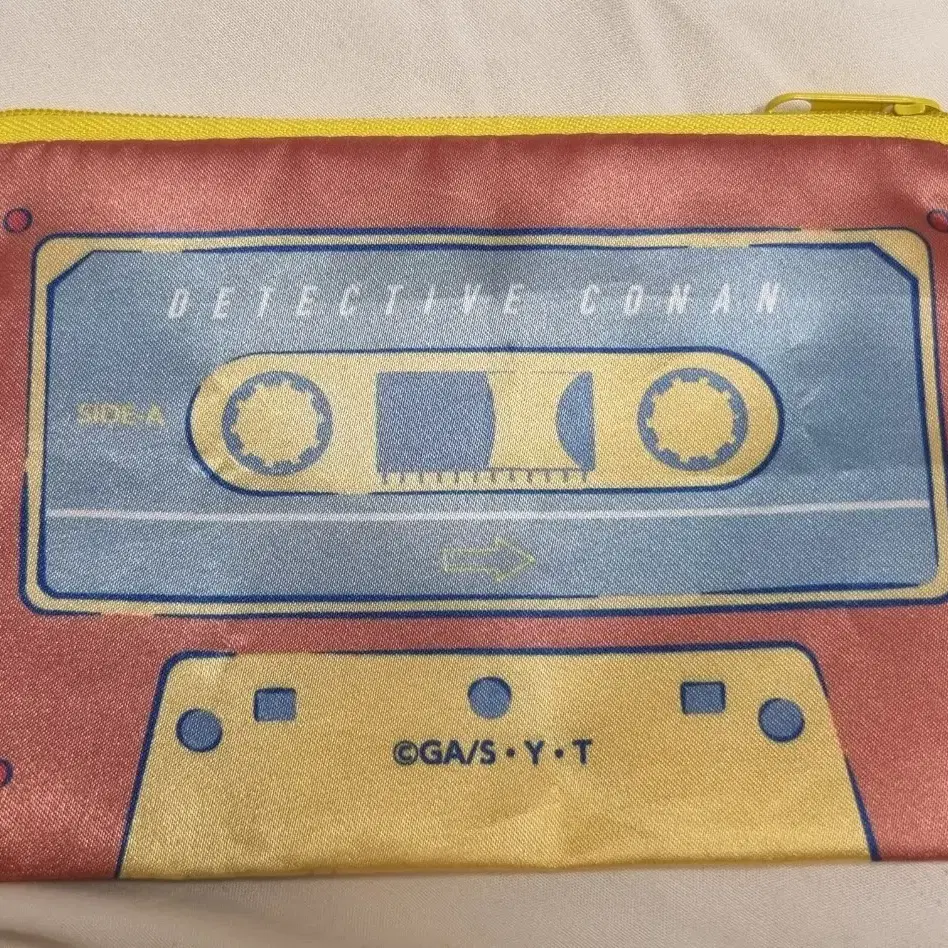 DETECTIVE CONAN
SIDE-A
©GA/S・Y・T